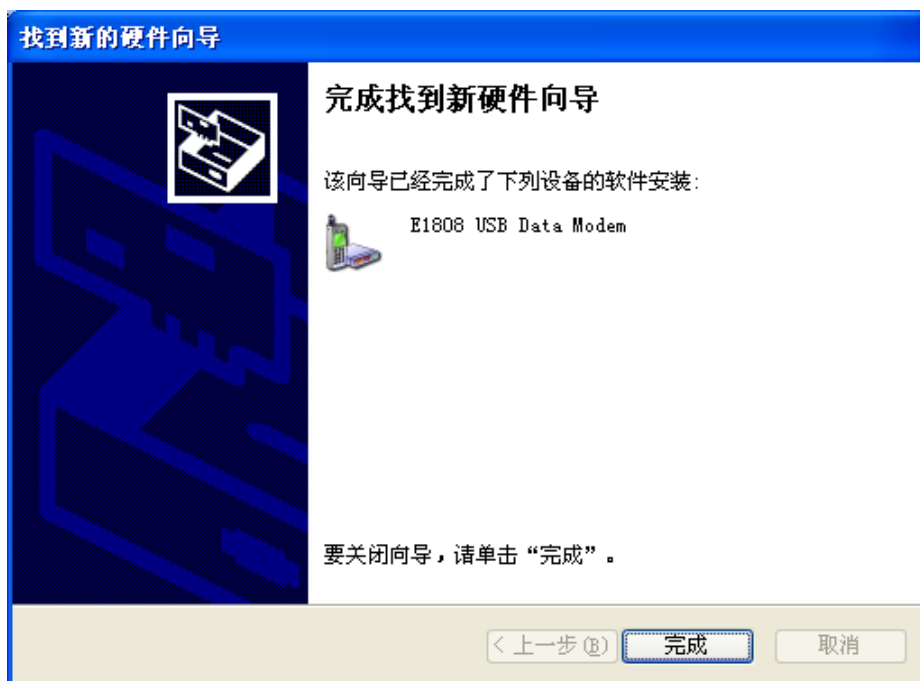 找到新的硬件向导
完成找到新硬件向导
该向导已经完成了下列设备的软件安装:
E1808 USB Data Modem
要关闭向导，请单击“完成”。
< 上一步(B)
完成
取消